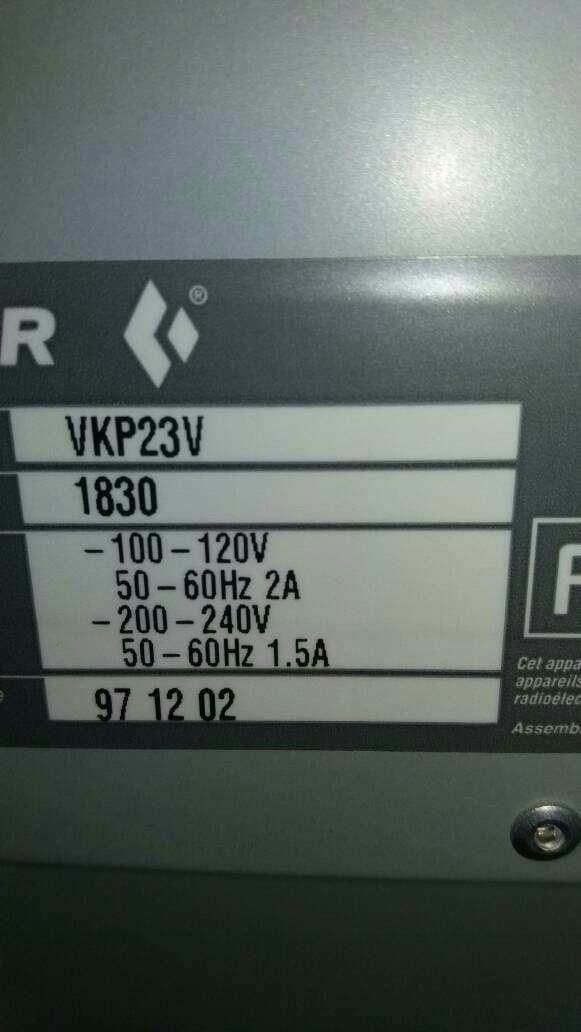 R ®
VKP23V
1830
– 100 – 120V
50 – 60Hz 2A
– 200 – 240V
50 – 60Hz 1.5A
97 12 02
e
F
Cet appa
appareils
radioélec
Assemb